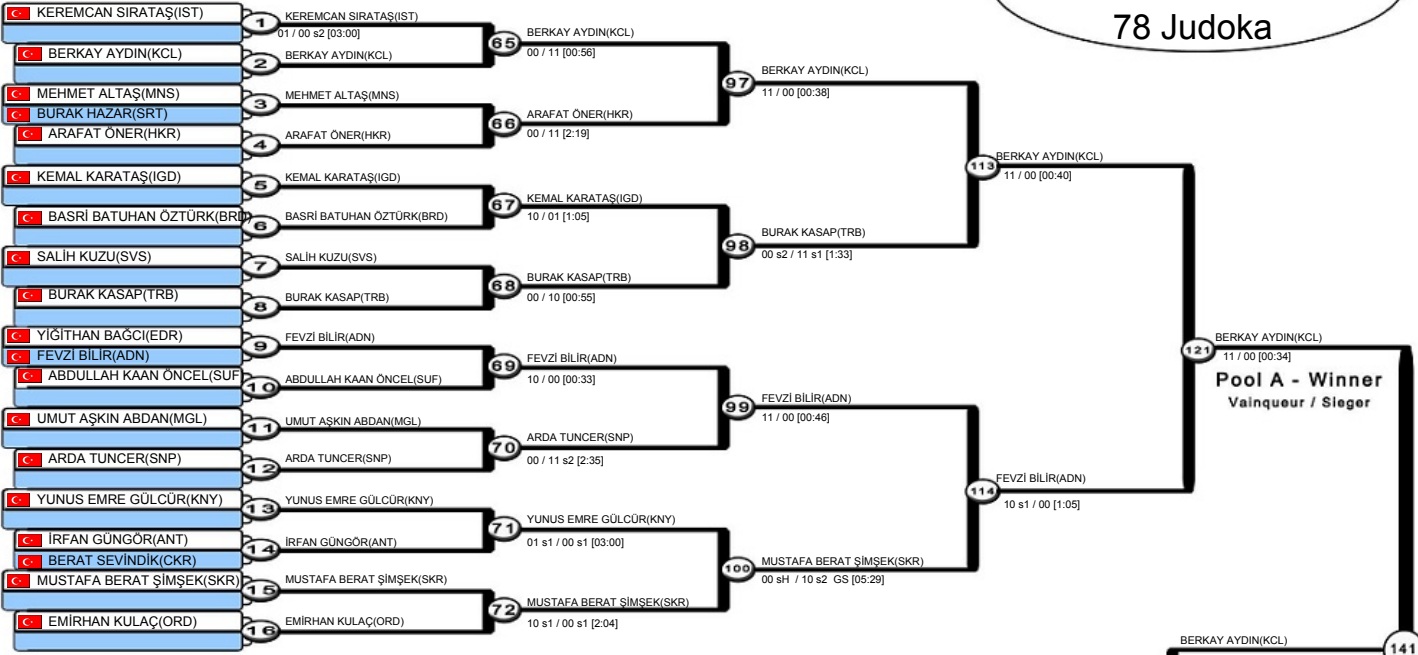 78 Judoka
KEREMCAN SIRATAŞ(IST)
BERKAY AYDIN(KCL)
MEHMET ALTAŞ(MNS)
BURAK HAZAR(SRT)
ARAFAT ÖNER(HKR)
KEMAL KARATAŞ(IGD)
BASRİ BATUHAN ÖZTÜRK(BRD)
SALİH KUZU(SVS)
BURAK KASAP(TRB)
YİĞİTHAN BAĞCI(EDR)
FEVZİ BİLİR(ADN)
ABDULLAH KAAN ÖNCEL(SUF
UMUT AŞKIN ABDAN(MGL)
ARDA TUNCER(SNP)
YUNUS EMRE GÜLCÜR(KNY)
İRFAN GÜNGÖR(ANT)
BERAT SEVİNDİK(CKR)
MUSTAFA BERAT ŞİMŞEK(SKR)
EMİRHAN KULAÇ(ORD)
1
KEREMCAN SIRATAŞ(IST)
01 / 00 s2 [03:00]
2
BERKAY AYDIN(KCL)
3
MEHMET ALTAŞ(MNS)
4
ARAFAT ÖNER(HKR)
5
KEMAL KARATAŞ(IGD)
6
BASRİ BATUHAN ÖZTÜRK(BRD)
7
SALİH KUZU(SVS)
8
BURAK KASAP(TRB)
9
FEVZİ BİLİR(ADN)
10
ABDULLAH KAAN ÖNCEL(SUF)
11
UMUT AŞKIN ABDAN(MGL)
12
ARDA TUNCER(SNP)
13
YUNUS EMRE GÜLCÜR(KNY)
14
İRFAN GÜNGÖR(ANT)
15
MUSTAFA BERAT ŞİMŞEK(SKR)
16
EMİRHAN KULAÇ(ORD)
65
BERKAY AYDIN(KCL)
00 / 11 [00:56]
66
ARAFAT ÖNER(HKR)
00 / 11 [2:19]
67
KEMAL KARATAŞ(IGD)
10 / 01 [1:05]
68
BURAK KASAP(TRB)
00 / 10 [00:55]
69
FEVZİ BİLİR(ADN)
10 / 00 [00:33]
70
ARDA TUNCER(SNP)
00 / 11 s2 [2:35]
71
YUNUS EMRE GÜLCÜR(KNY)
01 s1 / 00 s1 [03:00]
72
MUSTAFA BERAT ŞİMŞEK(SKR)
10 s1 / 00 s1 [2:04]
97
BERKAY AYDIN(KCL)
11 / 00 [00:38]
98
BURAK KASAP(TRB)
00 s2 / 11 s1 [1:33]
99
FEVZİ BİLİR(ADN)
11 / 00 [00:46]
100
MUSTAFA BERAT ŞİMŞEK(SKR)
00 sH / 10 s2 GS [05:29]
113
BERKAY AYDIN(KCL)
11 / 00 [00:40]
114
FEVZİ BİLİR(ADN)
10 s1 / 00 [1:05]
121
BERKAY AYDIN(KCL)
11 / 00 [00:34]
Pool A - Winner
Vainqueur / Sieger
BERKAY AYDIN(KCL)
141